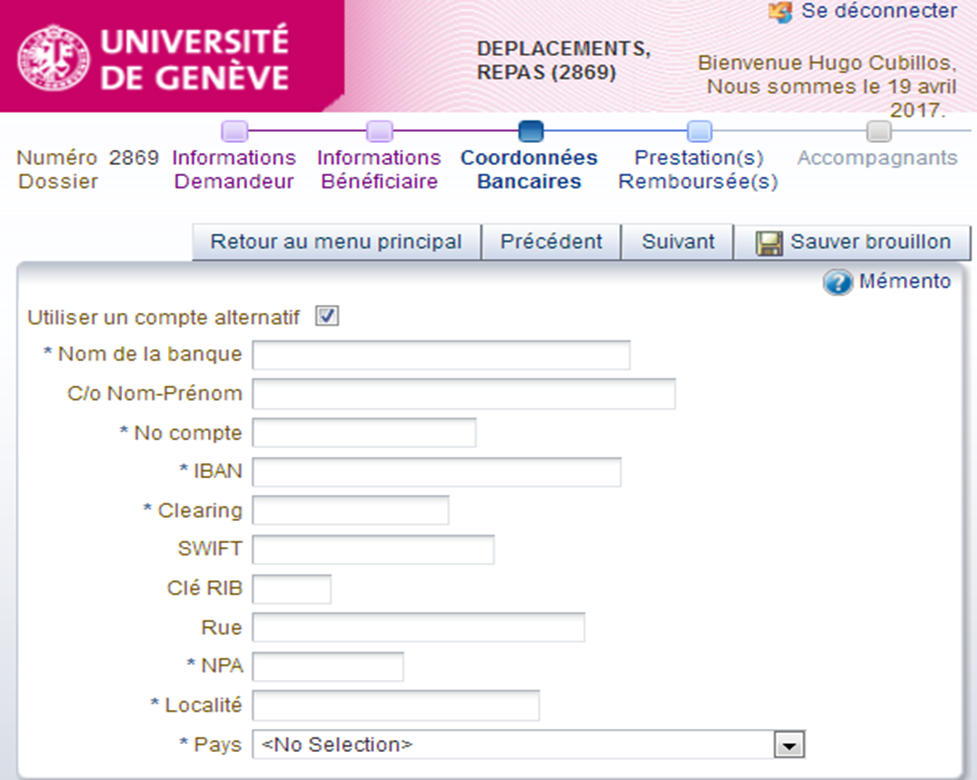 Se déconnecter
UNIVERSITÉ
DE GENÈVE
DEPLACEMENTS,
REPAS (2869)
Bienvenue Hugo Cubillos,
Nous sommes le 19 avril
2017.
Numéro 2869
Dossier
Informations
Demandeur
Informations
Bénéficiaire
Coordonnées
Bancaires
Prestation(s)
Remboursée(s)
Accompagnants
Retour au menu principal
Précédent
Suivant
Sauver brouillon
Mémento
Utiliser un compte alternatif
* Nom de la banque
C/o Nom-Prénom
* No compte
* IBAN
* Clearing
SWIFT
Clé RIB
Rue
* NPA
* Localité
* Pays <No Selection>